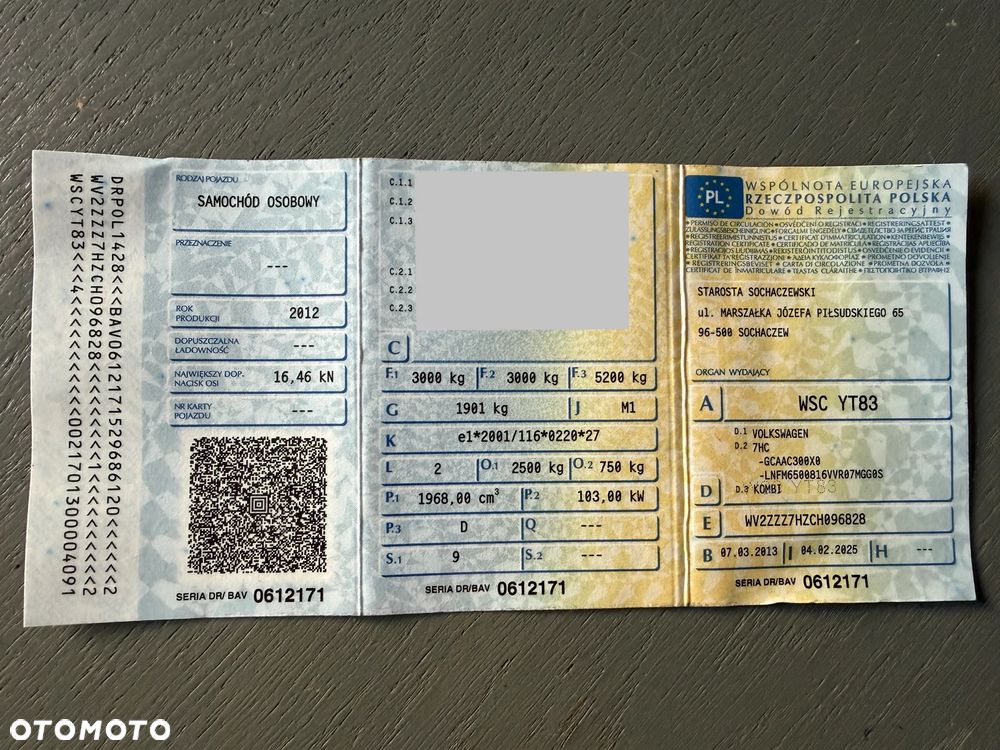 DRPOL1428<<<BAV061217152968612O<<<<<2
WV2ZZZ7HZCH096828<<<<<<<<1<<<<<<<<<<2
WSCYT83<<4<<<<<<<<<<<<00217013000040 91
RODZAJ POJAZDU
SAMOCHÓD OSOBOWY
PRZEZNACZENIE
---
ROK PRODUKCJI 2012
DOPUSZCZALNA ŁADOWNOŚĆ ---
NAJWIĘKSZY DOP. NACISK OSI 16,46 kN
NR KARTY POJAZDU ---
SERIA DR/BAV 0612171
C.1.1
C.1.2
C.1.3
C.2.1
C.2.2
C.2.3
C
F.1 3000 kg F.2 3000 kg F.3 5200 kg
G 1901 kg J M1
K e1*2001/116*0220*27
L 2 O.1 2500 kg O.2 750 kg
P.1 1968,00 cm³ P.2 103,00 kW
P.3 D Q ---
S.1 9 S.2 ---
SERIA DR/BAV 0612171
PL
WSPÓLNOTA EUROPEJSKA
RZECZPOSPOLITA POLSKA
Dowód Rejestracyjny
STAROSTA SOCHACZEWSKI
ul. MARSZAŁKA JÓZEFA PIŁSUDSKIEGO 65
96-500 SOCHACZEW
ORGAN WYDAJĄCY
A WSC YT83
D.1 VOLKSWAGEN
D.2 7HC
-GCAAC300X0
-LNFM6500816VVR07MGG0S
D D.3 KOMBI
E WV2ZZZ7HZCH096828
B 07.03.2013 I 04.02.2025 H ---
SERIA DR/BAV 0612171
OTOMOTO